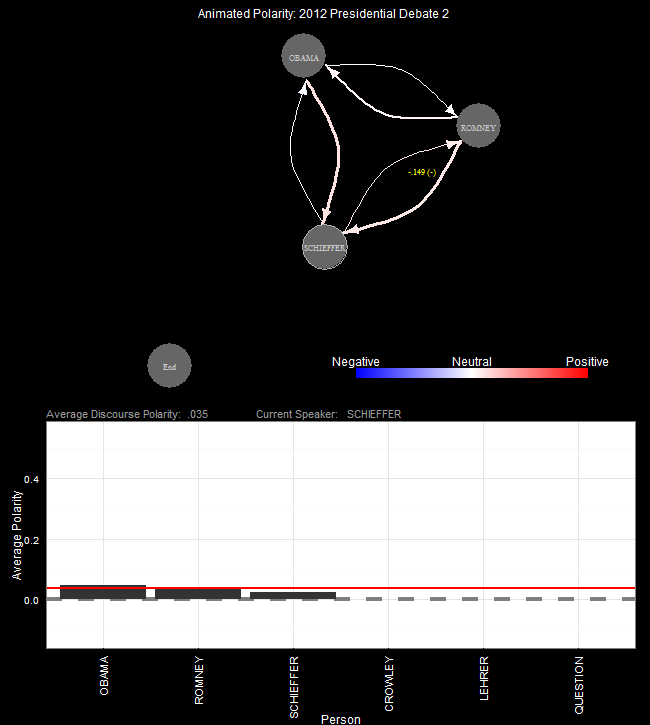 Animated Polarity: 2012 Presidential Debate 2
OBAMA
ROMNEY
-.149 (-)
SCHIEFFER
End
Negative Neutral Positive
Average Discourse Polarity: .035 Current Speaker: SCHIEFFER
Average Polarity
0.4
0.2
0.0
OBAMA
ROMNEY
SCHIEFFER
CROWLEY
LEHRER
QUESTION
Person